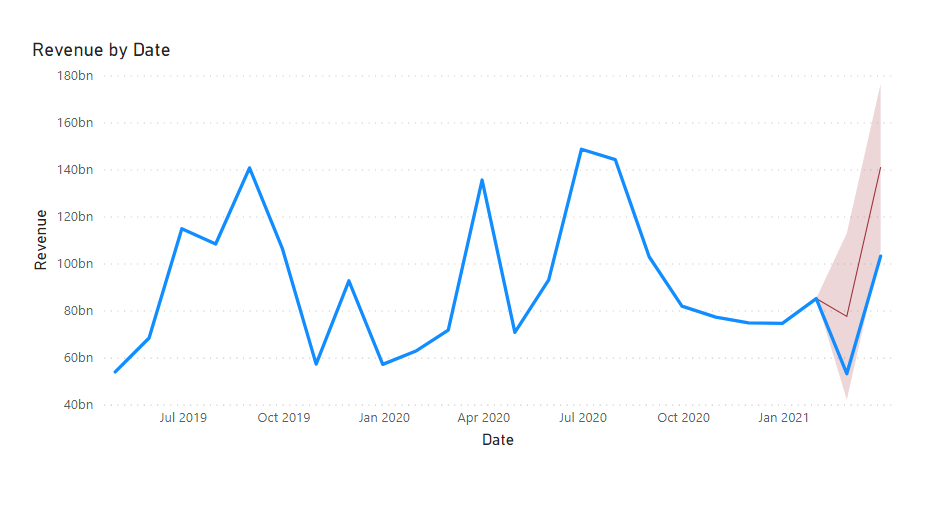 Revenue by Date
180bn
160bn
140bn
120bn
100bn
80bn
60bn
40bn
Revenue
Jul 2019 Oct 2019 Jan 2020 Apr 2020 Jul 2020 Oct 2020 Jan 2021
Date